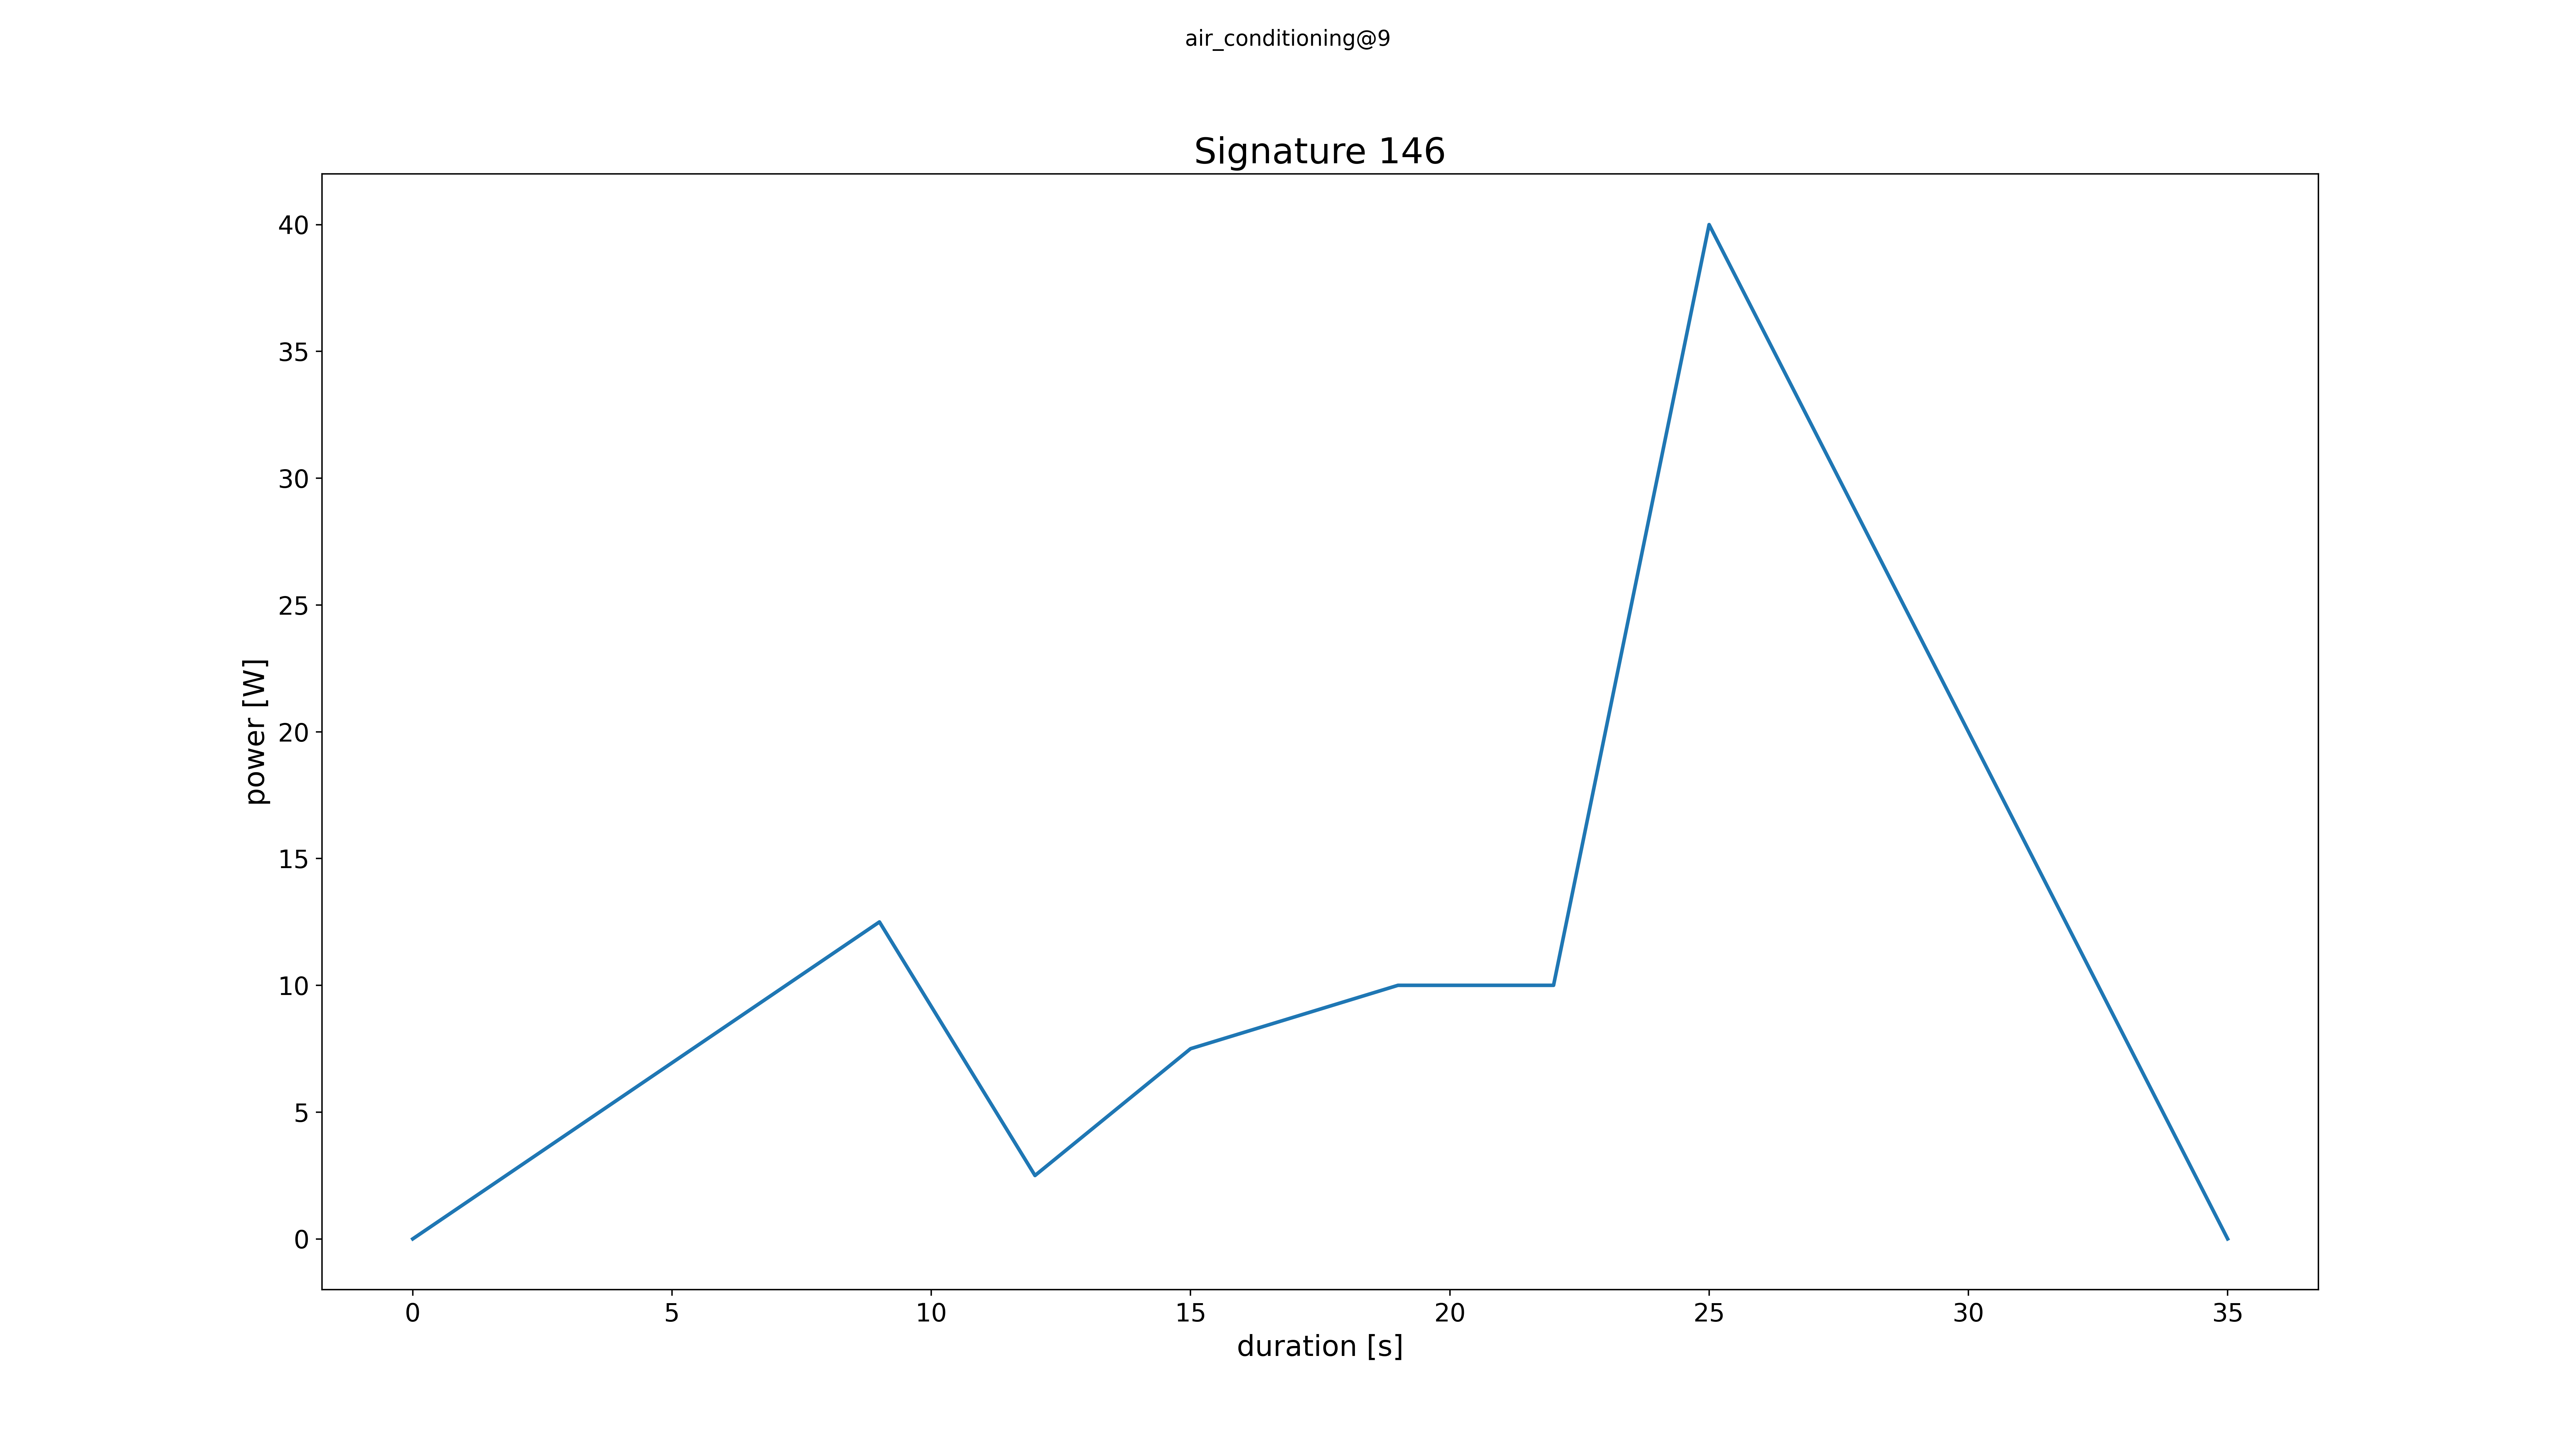 air_conditioning@9
Signature 146
40
35
30
25
20
15
10
5
0
power [W]
0 5 10 15 20 25 30 35
duration [s]